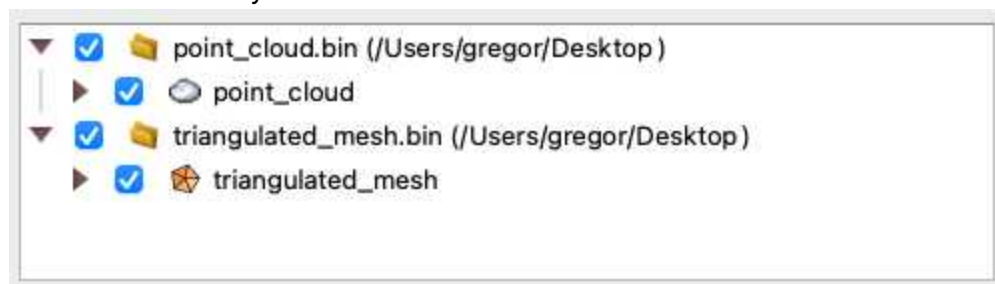 point_cloud.bin (/Users/gregor/Desktop)
point_cloud
triangulated_mesh.bin (/Users/gregor/Desktop)
triangulated_mesh